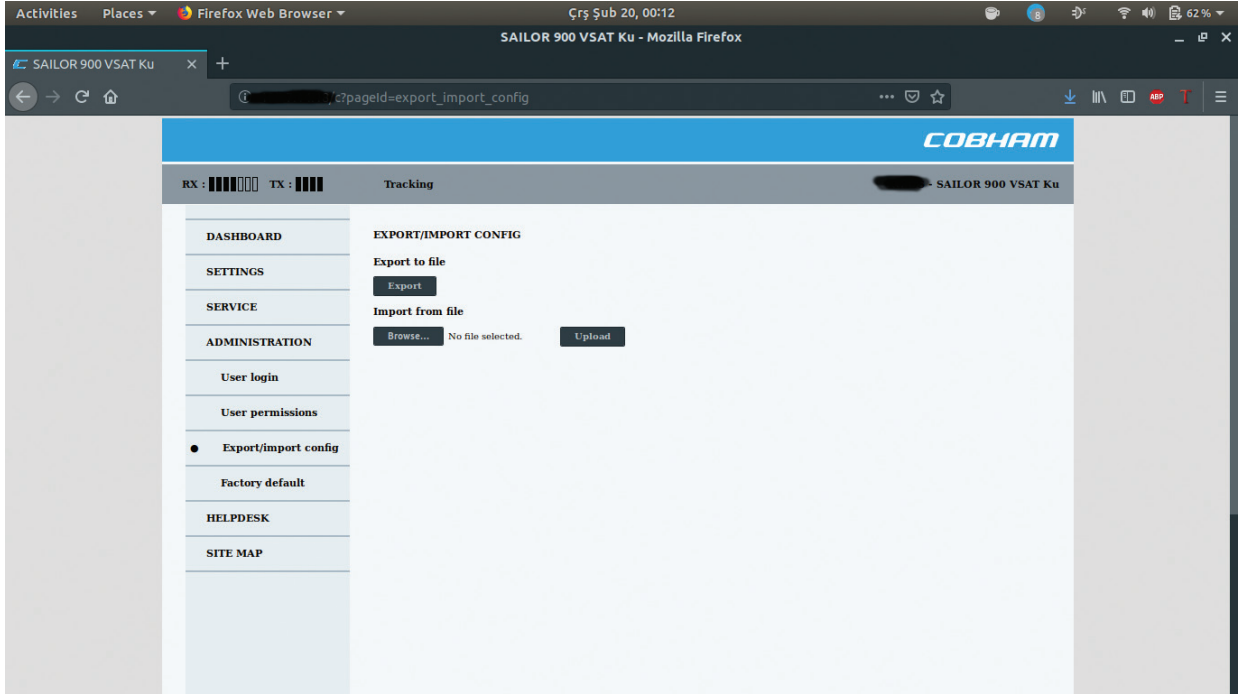 Activities Places Firefox Web Browser Çrş Şub 20, 00:12 8 62 %
SAILOR 900 VSAT Ku - Mozilla Firefox
SAILOR 900 VSAT Ku
c?pageId=export_import_config ABP T
COBHAM
RX : TX : Tracking - SAILOR 900 VSAT Ku
DASHBOARD
SETTINGS
SERVICE
ADMINISTRATION
User login
User permissions
Export/import config
Factory default
HELPDESK
SITE MAP
EXPORT/IMPORT CONFIG
Export to file
Export
Import from file
Browse... No file selected. Upload